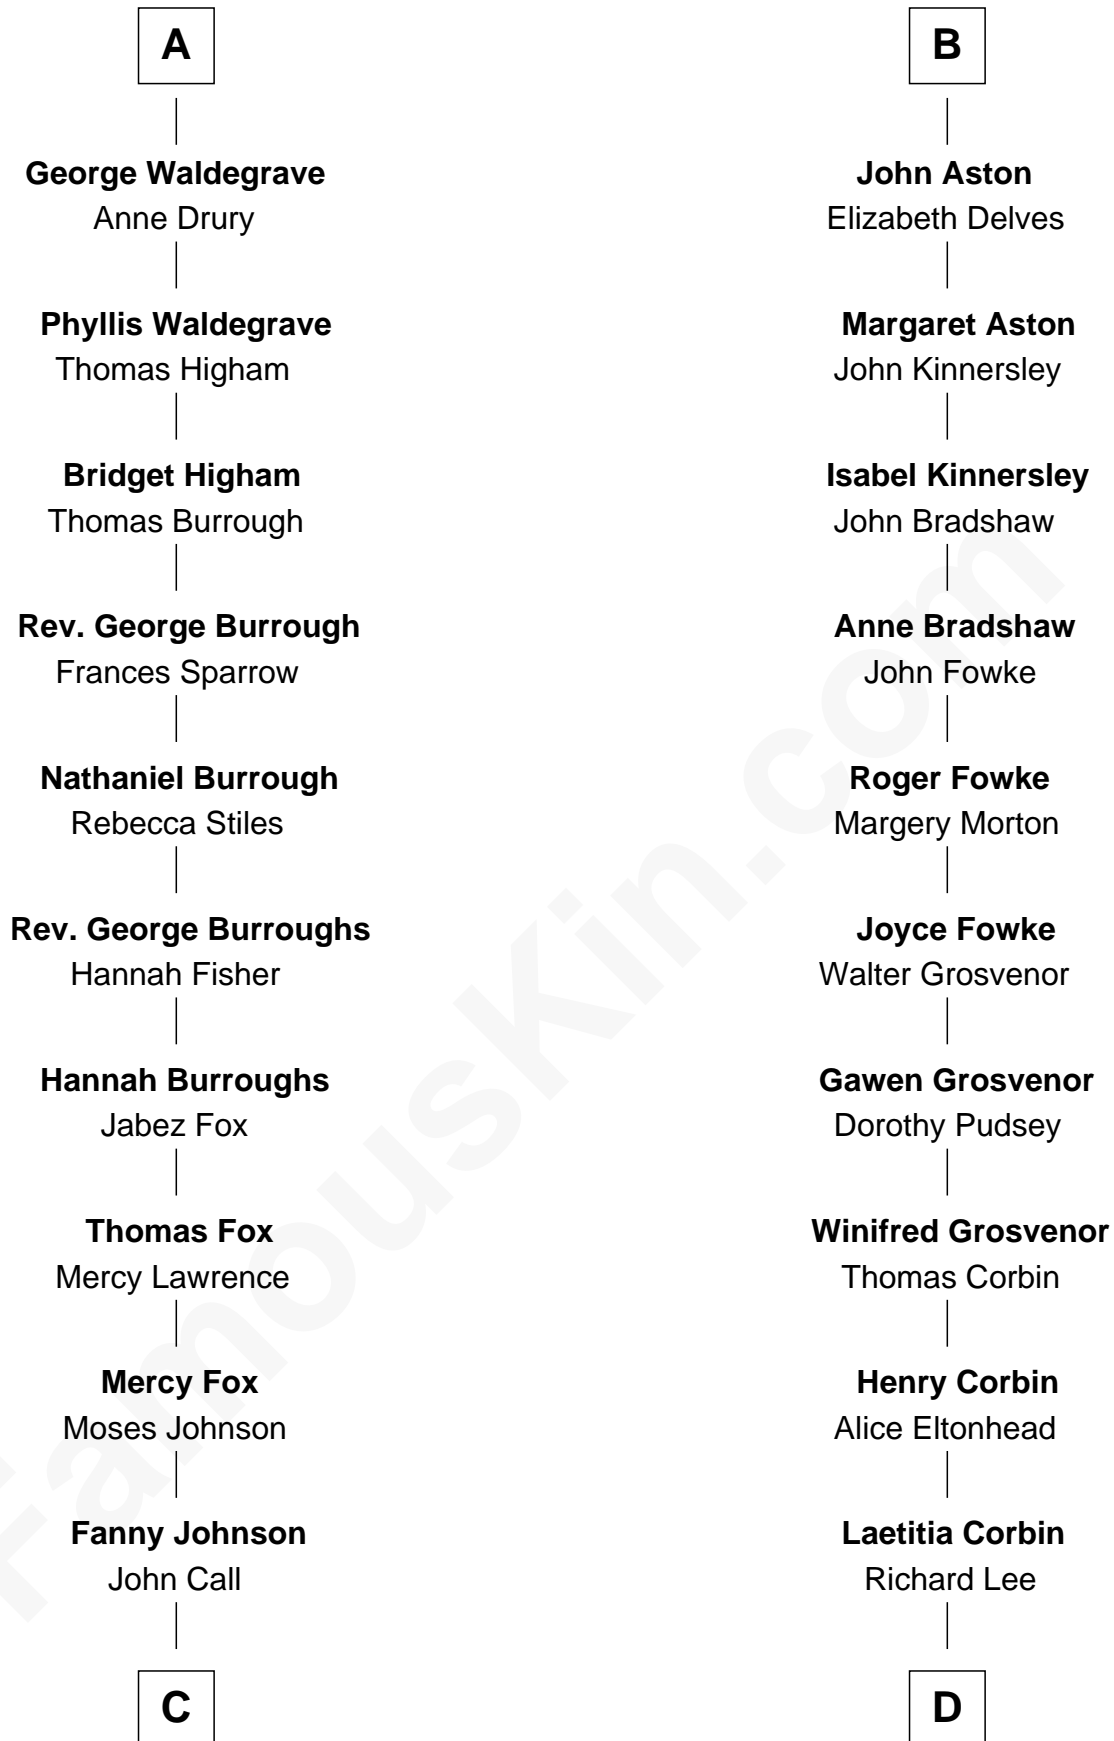 A
George Waldegrave
Anne Drury
Phyllis Waldegrave
Thomas Higham
Bridget Higham
Thomas Burrough
Rev. George Burrough
Frances Sparrow
Nathaniel Burrough
Rebecca Stiles
Rev. George Burroughs
Hannah Fisher
Hannah Burroughs
Jabez Fox
Thomas Fox
Mercy Lawrence
Mercy Fox
Moses Johnson
Fanny Johnson
John Call
C
B
John Aston
Elizabeth Delves
Margaret Aston
John Kinnersley
Isabel Kinnersley
John Bradshaw
Anne Bradshaw
John Fowke
Roger Fowke
Margery Morton
Joyce Fowke
Walter Grosvenor
Gawen Grosvenor
Dorothy Pudsey
Winifred Grosvenor
Thomas Corbin
Henry Corbin
Alice Eltonhead
Laetitia Corbin
Richard Lee
D
FamousKin.com